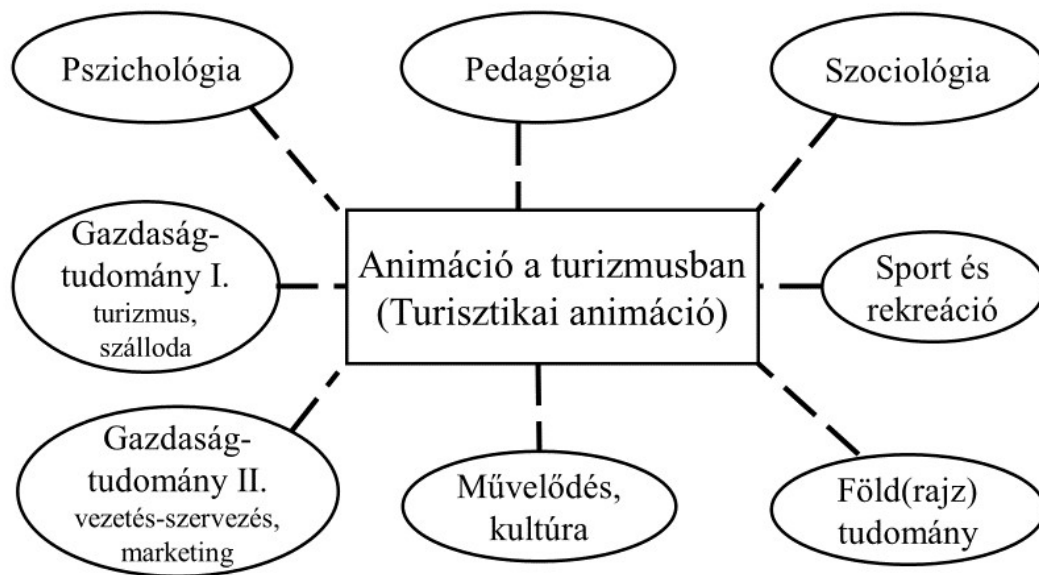 Pszichológia
Pedagógia
Szociológia
Gazdaság-
tudomány I.
turizmus,
szálloda
Animáció a turizmusban
(Turisztikai animáció)
Sport és
rekreáció
Gazdaság-
tudomány II.
vezetés-szervezés,
marketing
Művelődés,
kultúra
Föld(rajz)
tudomány